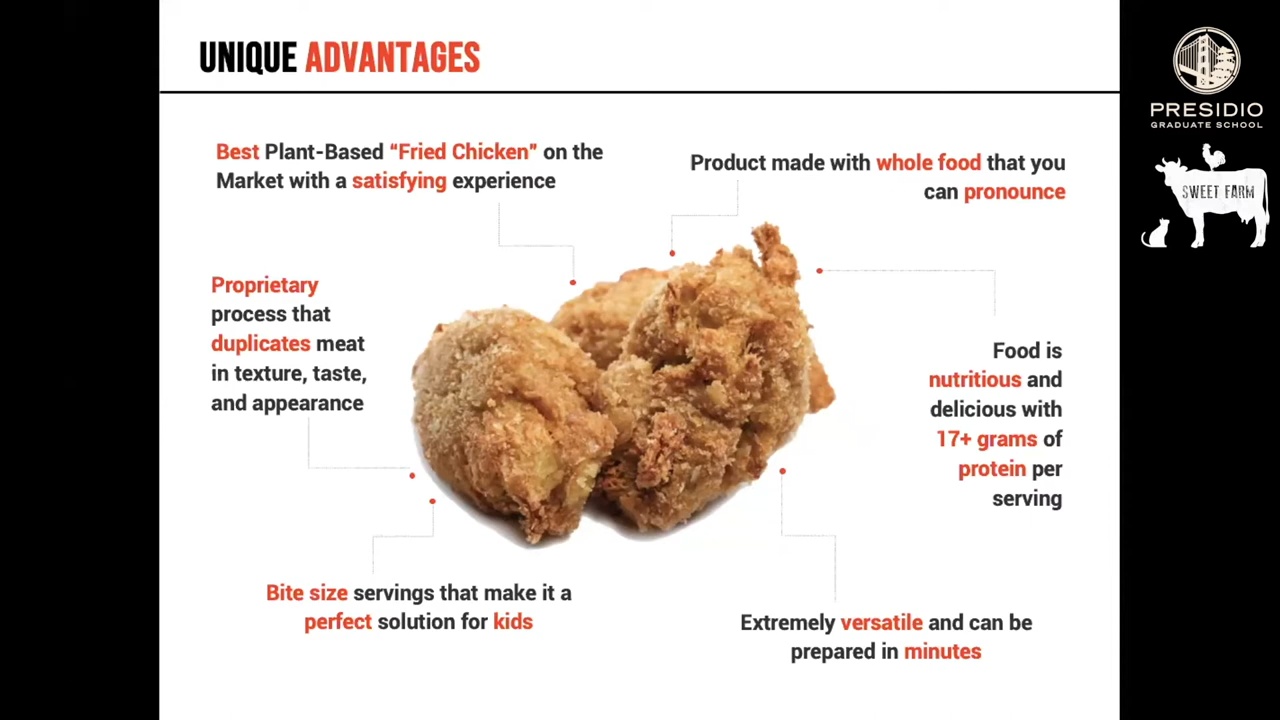 UNIQUE ADVANTAGES
Best Plant-Based “Fried Chicken” on the
Market with a satisfying experience
Product made with whole food that you
can pronounce
Proprietary
process that
duplicates meat
in texture, taste,
and appearance
Food is
nutritious and
delicious with
17+ grams of
protein per
serving
Bite size servings that make it a
perfect solution for kids
Extremely versatile and can be
prepared in minutes
PRESIDIO
GRADUATE SCHOOL
SWEET FARM